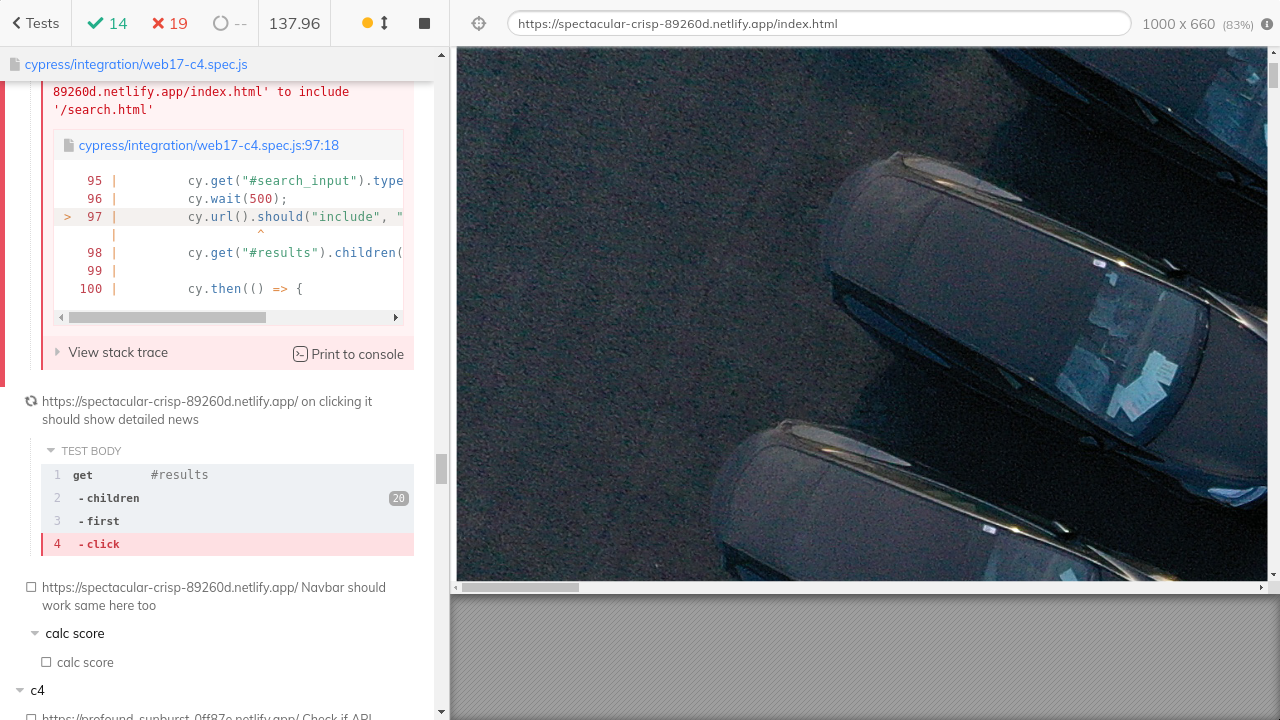 Tests
14
19
--
137.96
https://spectacular-crisp-89260d.netlify.app/index.html
1000 x 660 (83%)
cypress/integration/web17-c4.spec.js
89260d.netlify.app/index.html' to include
'/search.html'
cypress/integration/web17-c4.spec.js:97:18
95 | cy.get("#search_input").type
96 | cy.wait(500);
> 97 | cy.url().should("include", "
| ^
98 | cy.get("#results").children(
99 |
100 | cy.then(() => {
View stack trace
Print to console
https://spectacular-crisp-89260d.netlify.app/ on clicking it
should show detailed news
TEST BODY
1 get #results
2 -children 20
3 -first
4 -click
https://spectacular-crisp-89260d.netlify.app/ Navbar should
work same here too
calc score
calc score
c4
https://profound-sunburst-0ff87e.netlify.app/ Check if API